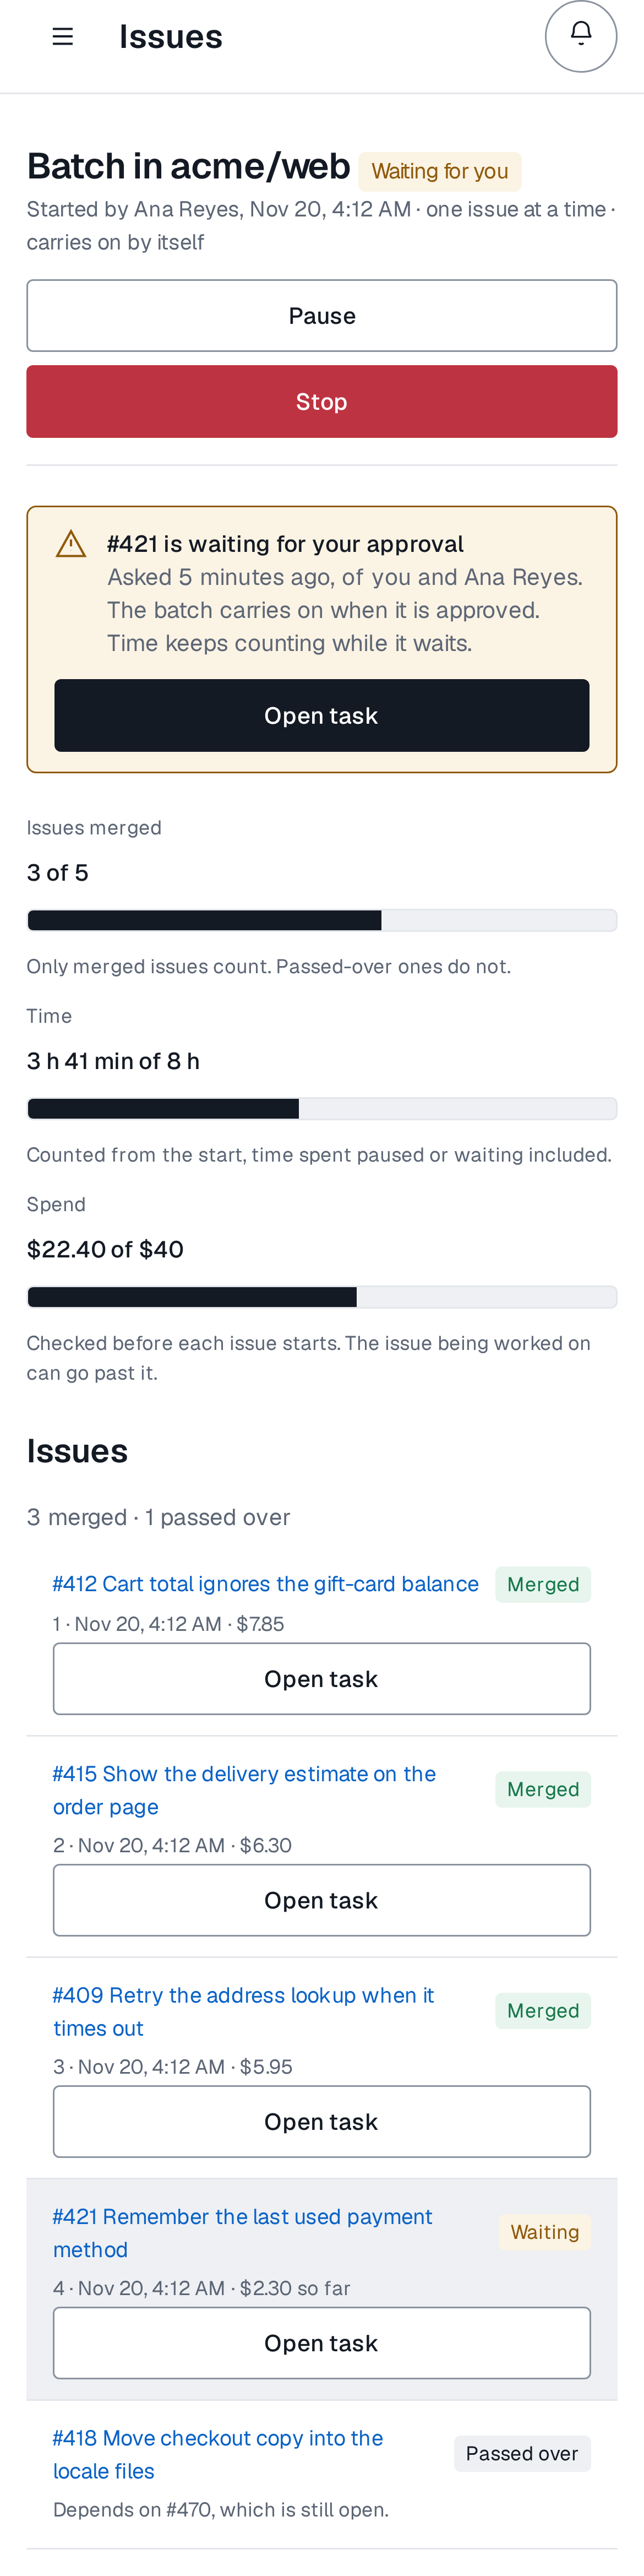 Issues
Batch in acme/web Waiting for you
Started by Ana Reyes, Nov 20, 4:12 AM · one issue at a time ·
carries on by itself
Pause
Stop
#421 is waiting for your approval
Asked 5 minutes ago, of you and Ana Reyes.
The batch carries on when it is approved.
Time keeps counting while it waits.
Open task
Issues merged
3 of 5
Only merged issues count. Passed-over ones do not.
Time
3 h 41 min of 8 h
Counted from the start, time spent paused or waiting included.
Spend
$22.40 of $40
Checked before each issue starts. The issue being worked on
can go past it.
Issues
3 merged · 1 passed over
#412 Cart total ignores the gift-card balance Merged
1 · Nov 20, 4:12 AM · $7.85
Open task
#415 Show the delivery estimate on the
order page
Merged
2 · Nov 20, 4:12 AM · $6.30
Open task
#409 Retry the address lookup when it
times out
Merged
3 · Nov 20, 4:12 AM · $5.95
Open task
#421 Remember the last used payment
method
Waiting
4 · Nov 20, 4:12 AM · $2.30 so far
Open task
#418 Move checkout copy into the
locale files
Passed over
Depends on #470, which is still open.